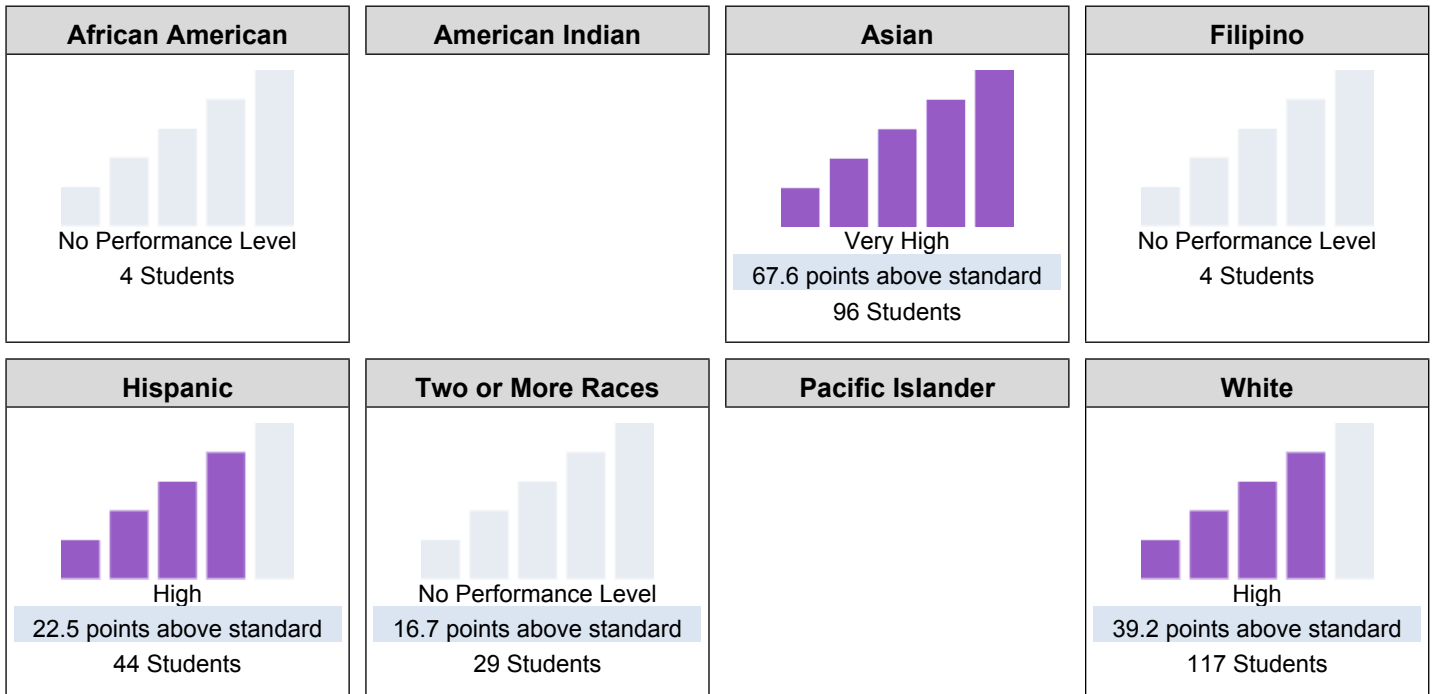 African American
No Performance Level
4 Students
American Indian
Asian
Very High
67.6 points above standard
96 Students
Filipino
No Performance Level
4 Students
Hispanic
High
22.5 points above standard
44 Students
Two or More Races
No Performance Level
16.7 points above standard
29 Students
Pacific Islander
White
High
39.2 points above standard
117 Students